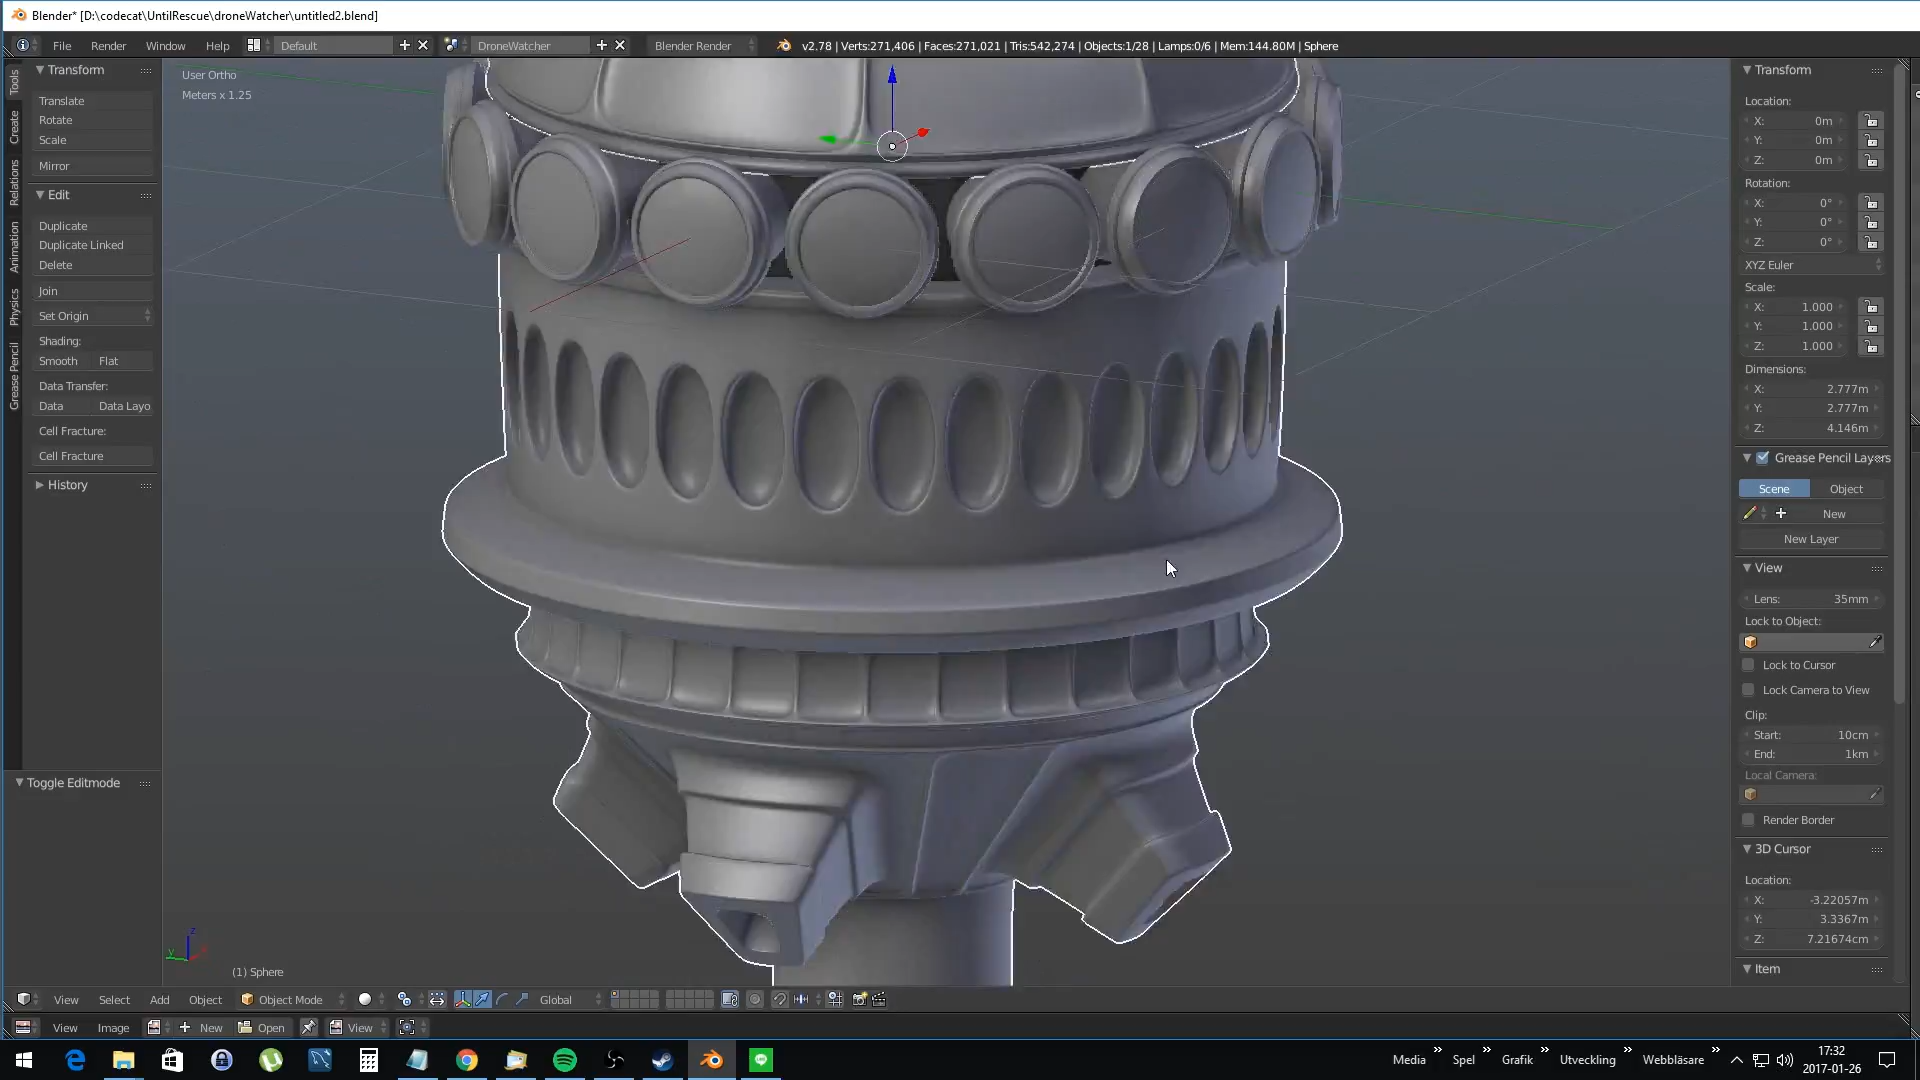 Blender* [D:\codecat\UntilRescue\droneWatcher\untitled2.blend]
File Render Window Help Default DroneWatcher Blender Render v2.78 | Verts:271,406 | Faces:271,021 | Tris:542,274 | Objects:1/28 | Lamps:0/6 | Mem:144.80M | Sphere
Tools
Create
Relations
Animation
Physics
Grease Pencil
Transform
Translate
Rotate
Scale
Mirror
Edit
Duplicate
Duplicate Linked
Delete
Join
Set Origin
Shading:
Smooth Flat
Data Transfer:
Data Data Layo
Cell Fracture:
Cell Fracture
History
Toggle Editmode
User Ortho
Meters x 1.25
z
y
(1) Sphere
Transform
Location:
X: 0m
Y: 0m
Z: 0m
Rotation:
X: 0°
Y: 0°
Z: 0°
XYZ Euler
Scale:
X: 1.000
Y: 1.000
Z: 1.000
Dimensions:
X: 2.777m
Y: 2.777m
Z: 4.146m
Grease Pencil Layers
Scene Object
New
New Layer
View
Lens: 35mm
Lock to Object:
Lock to Cursor
Lock Camera to View
Clip:
Start: 10cm
End: 1km
Local Camera:
Render Border
3D Cursor
Location:
X: -3.22057m
Y: 3.3367m
Z: 7.21674cm
Item
View Select Add Object Object Mode Global
View Image New Open View
Media Spel Grafik Utveckling Webbläsare
17:32
2017-01-26